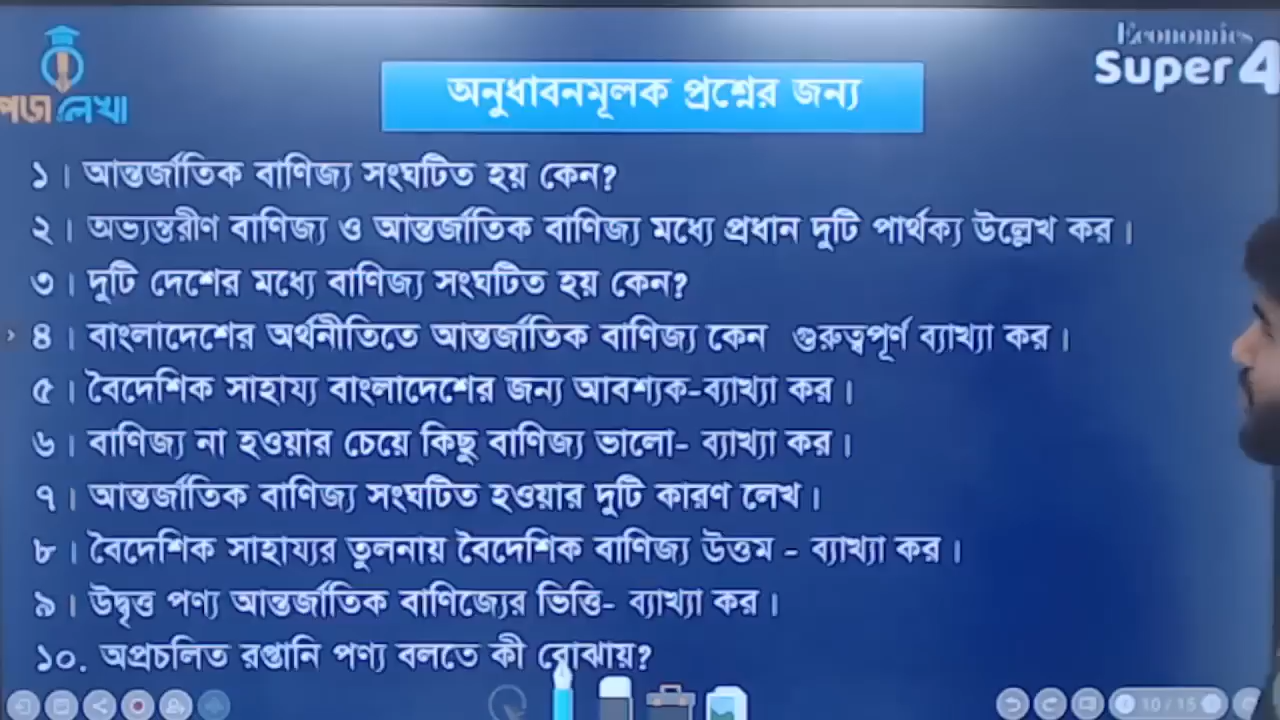 Economics
Super 4
পড়ালেখা
অনুধাবনমূলক প্রশ্নের জন্য
১। আন্তর্জাতিক বাণিজ্য সংঘটিত হয় কেন?
২। অভ্যন্তরীণ বাণিজ্য ও আন্তর্জাতিক বাণিজ্য মধ্যে প্রধান দুটি পার্থক্য উল্লেখ কর।
৩। দুটি দেশের মধ্যে বাণিজ্য সংঘটিত হয় কেন?
৪। বাংলাদেশের অর্থনীতিতে আন্তর্জাতিক বাণিজ্য কেন গুরুত্বপূর্ণ ব্যাখ্যা কর।
৫। বৈদেশিক সাহায্য বাংলাদেশের জন্য আবশ্যক-ব্যাখ্যা কর।
৬। বাণিজ্য না হওয়ার চেয়ে কিছু বাণিজ্য ভালো- ব্যাখ্যা কর।
৭। আন্তর্জাতিক বাণিজ্য সংঘটিত হওয়ার দুটি কারণ লেখ।
৮। বৈদেশিক সাহায্যর তুলনায় বৈদেশিক বাণিজ্য উত্তম - ব্যাখ্যা কর।
৯। উদ্বৃত্ত পণ্য আন্তর্জাতিক বাণিজ্যের ভিত্তি- ব্যাখ্যা কর।
১০. অপ্রচলিত রপ্তানি পণ্য বলতে কী বোঝায়?
10 / 15